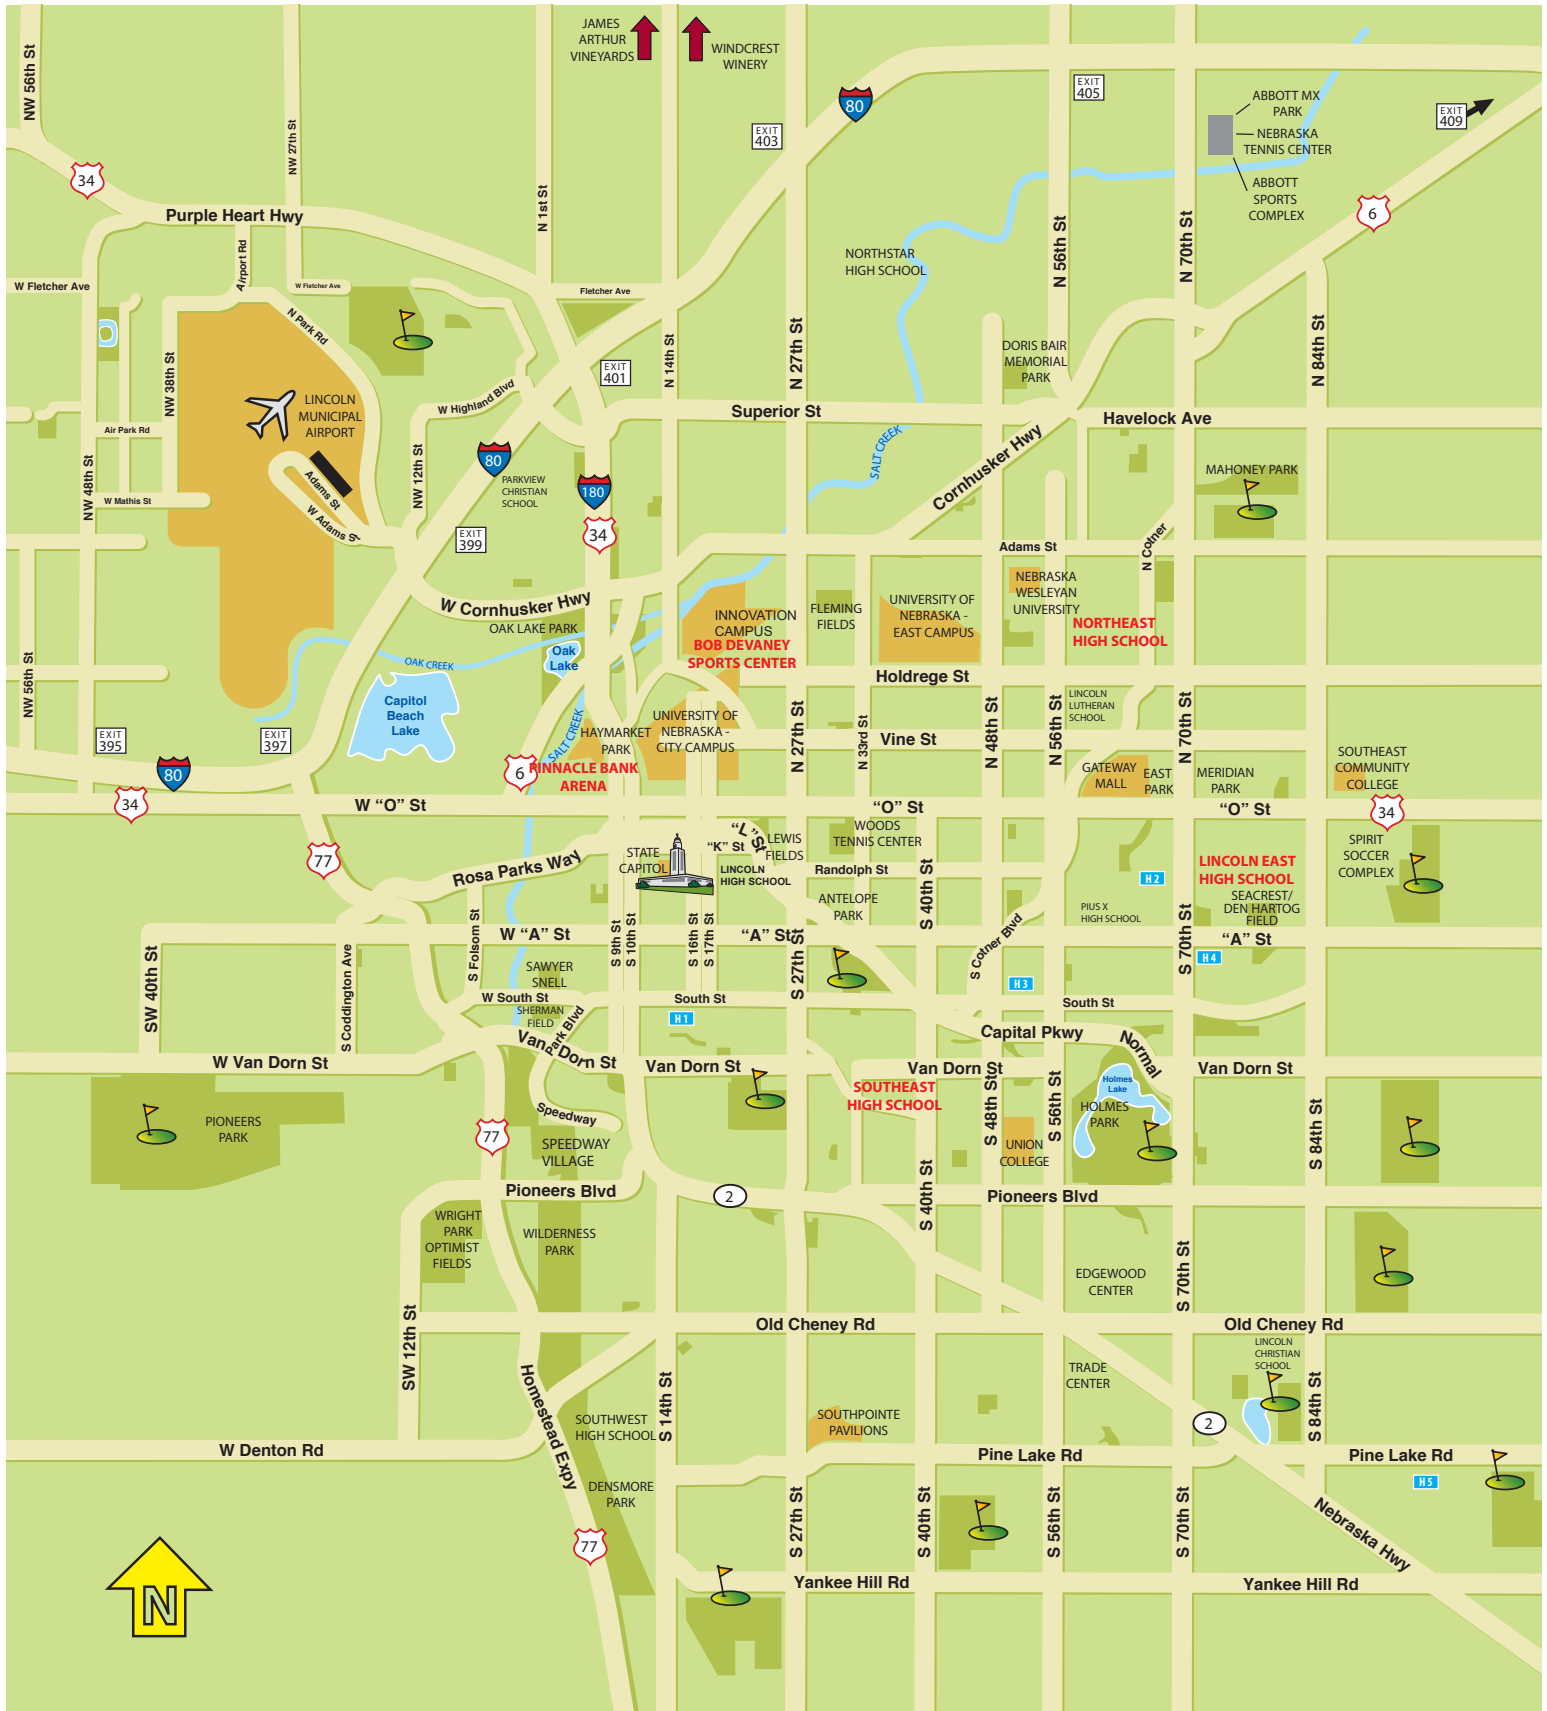 JAMES
ARTHUR
VINEYARDS
WINDCREST
WINERY
NW 56th St
NW 27th St
N 1st St
EXIT
403
80
EXIT
405
ABBOTT MX
PARK
NEBRASKA
TENNIS CENTER
ABBOTT
SPORTS
COMPLEX
EXIT
409
34
Purple Heart Hwy
6
Airport Rd
N 56th St
N 70th St
NORTHSTAR
HIGH SCHOOL
W Fletcher Ave
W Fletcher Ave
Fletcher Ave
N Park Rd
N 14th St
N 27th St
N 84th St
DORIS BAIR
MEMORIAL
PARK
NW 38th St
EXIT
401
W Highland Blvd
LINCOLN
MUNICIPAL
AIRPORT
Superior St
Havelock Ave
Air Park Rd
NW 12th St
NW 48th St
80
PARKVIEW
CHRISTIAN
SCHOOL
180
SALT CREEK
Cornhusker Hwy
MAHONEY PARK
Adams St
W Mathis St
W Adams St
EXIT
399
34
Adams St
N Cotner
W Cornhusker Hwy
OAK LAKE PARK
INNOVATION
CAMPUS
BOB DEVANEY
SPORTS CENTER
FLEMING
FIELDS
UNIVERSITY OF
NEBRASKA -
EAST CAMPUS
NEBRASKA
WESLEYAN
UNIVERSITY
NORTHEAST
HIGH SCHOOL
OAK CREEK
Oak
Lake
Holdrege St
NW 56th St
Capitol
Beach
Lake
LINCOLN
LUTHERAN
SCHOOL
EXIT
395
EXIT
397
SALT CREEK
HAYMARKET
PARK
UNIVERSITY OF
NEBRASKA -
CITY CAMPUS
N 27th St
N 33rd St
Vine St
N 48th St
N 56th St
N 70th St
80
6
PINNACLE BANK
ARENA
GATEWAY
MALL
EAST
PARK
MERIDIAN
PARK
SOUTHEAST
COMMUNITY
COLLEGE
34
W “O” St
“O” St
“O” St
34
77
Rosa Parks Way
STATE
CAPITOL
“K” St
“L” St
LEWIS
FIELDS
WOODS
TENNIS CENTER
LINCOLN
HIGH SCHOOL
Randolph St
S 40th St
H 2
LINCOLN EAST
HIGH SCHOOL
SPIRIT
SOCCER
COMPLEX
ANTELOPE
PARK
PIUS X
HIGH SCHOOL
SEACREST/
DEN HARTOG
FIELD
SW 40th St
S Coddington Ave
S Folsom St
W “A” St
S 9th St
S 10th St
S 16th St
S 17th St
“A” St
S 27th St
S Cotner Blvd
S 70th St
“A” St
H 4
H 3
SAWYER
SNELL
W South St
South St
South St
SHERMAN
FIELD
Park Blvd
H 1
Capital Pkwy
Normal
W Van Dorn St
Van Dorn St
Van Dorn St
Van Dorn St
Van Dorn St
SOUTHEAST
HIGH SCHOOL
Holmes
Lake
HOLMES
PARK
PIONEERS
PARK
77
Speedway
SPEEDWAY
VILLAGE
S 48th St
S 56th St
UNION
COLLEGE
S 84th St
Pioneers Blvd
2
Pioneers Blvd
S 40th St
WRIGHT
PARK
OPTIMIST
FIELDS
WILDERNESS
PARK
EDGEWOOD
CENTER
S 70th St
SW 12th St
Old Cheney Rd
Old Cheney Rd
LINCOLN
CHRISTIAN
SCHOOL
TRADE
CENTER
Homestead Expy
S 14th St
SOUTHWEST
HIGH SCHOOL
SOUTHPOINTE
PAVILIONS
2
S 84th St
W Denton Rd
Pine Lake Rd
Pine Lake Rd
H 5
DENSMORE
PARK
77
S 27th St
S 40th St
S 56th St
S 70th St
Nebraska Hwy
Yankee Hill Rd
Yankee Hill Rd
N